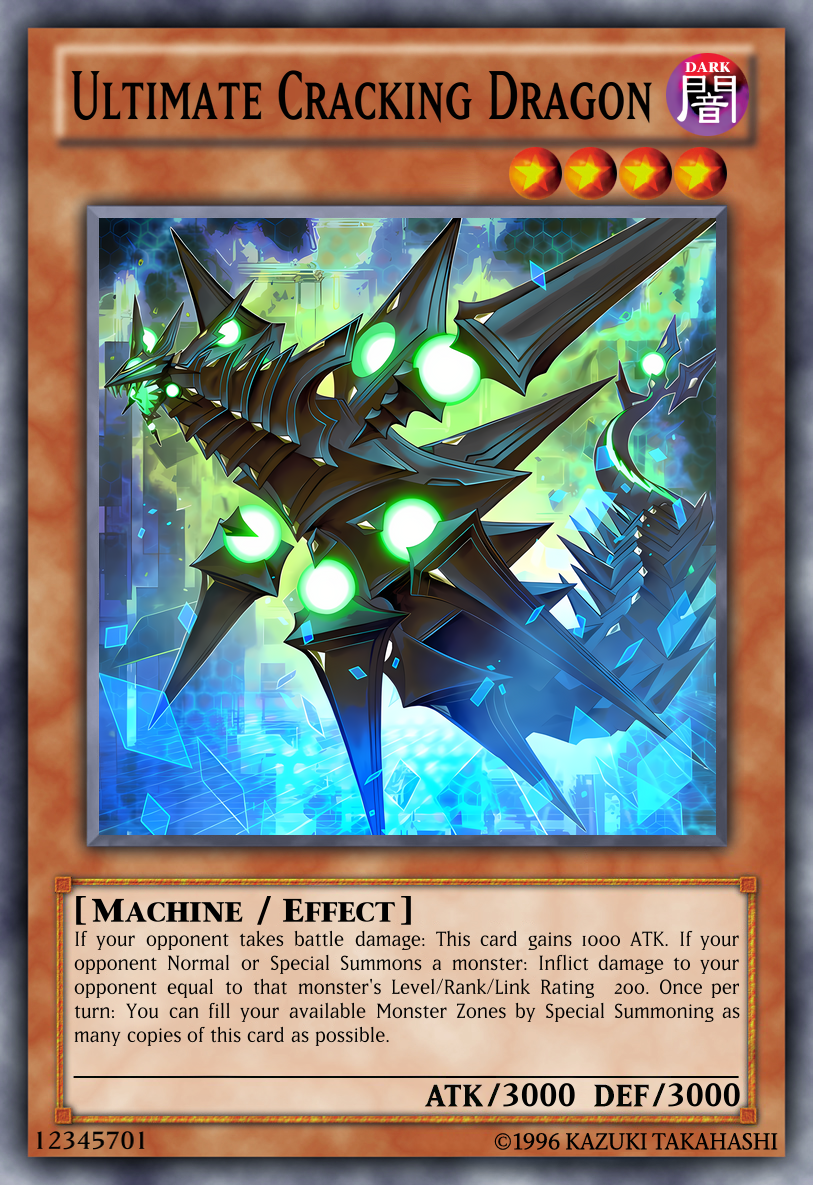 ULTIMATE CRACKING DRAGON
DARK
闇
[ MACHINE / EFFECT ]
If your opponent takes battle damage: This card gains 1000 ATK. If your
opponent Normal or Special Summons a monster: Inflict damage to your
opponent equal to that monster's Level/Rank/Link Rating  200. Once per
turn: You can fill your available Monster Zones by Special Summoning as
many copies of this card as possible.
ATK/3000 DEF/3000
12345701
©1996 KAZUKI TAKAHASHI